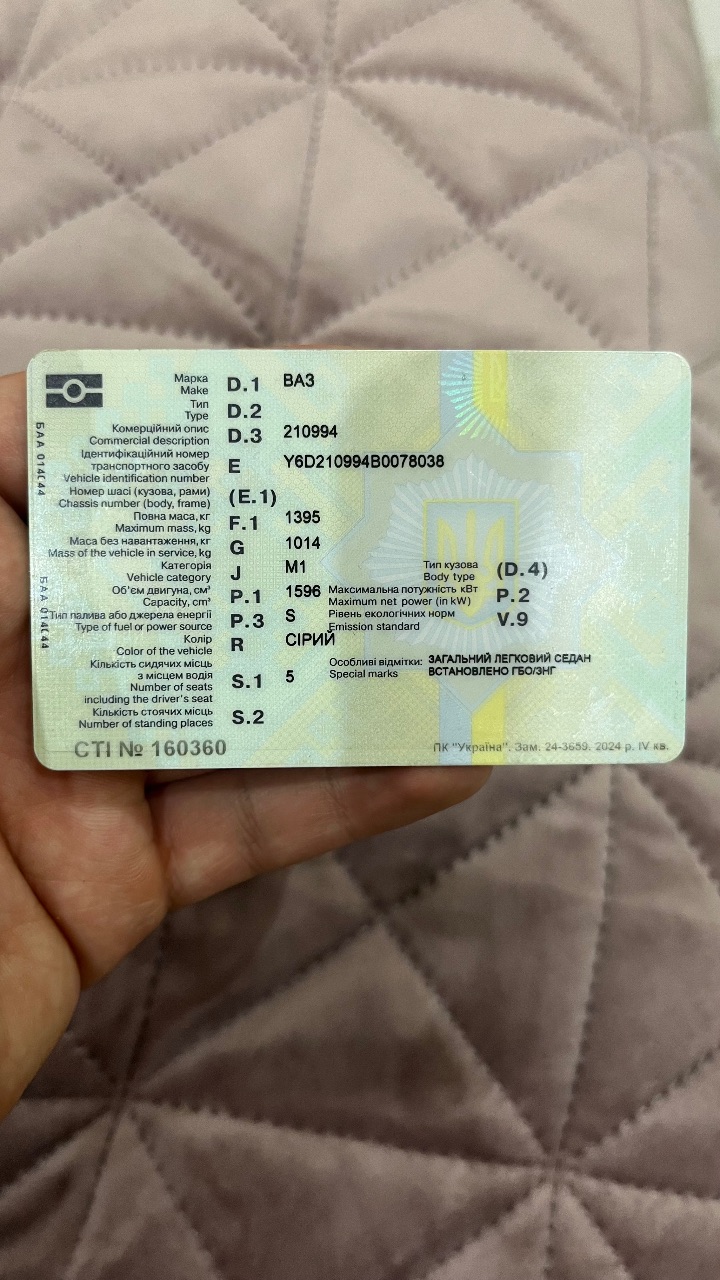 Марка D.1 ВАЗ
Make
Тип D.2
Type
Комерційний опис D.3 210994
Commercial description
Ідентифікаційний номер
транспортного засобу E Y6D210994B0078038
Vehicle identification number
Номер шасі (кузова, рами) (E.1)
Chassis number (body, frame)
Повна маса, кг F.1 1395
Maximum mass, kg
Маса без навантаження, кг G 1014
Mass of the vehicle in service, kg
Категорія J M1 Тип кузова (D.4)
Vehicle category Body type
Об'єм двигуна, см³ P.1 1596 Максимальна потужність кВт P.2
Capacity, cm³ Maximum net power (in kW)
Тип палива або джерела енергії P.3 S Рівень екологічних норм V.9
Type of fuel or power source Emission standard
Колір R СІРИЙ
Color of the vehicle
Кількість сидячих місць Особливі відмітки: ЗАГАЛЬНИЙ ЛЕГКОВИЙ СЕДАН
з місцем водія S.1 5 Special marks ВСТАНОВЛЕНО ГБО/ЗНГ
Number of seats
including the driver's seat
Кількість стоячих місць S.2
Number of standing places
СТІ № 160360 ПК "Україна". Зам. 24-3659. 2024 р. IV кв.
БАА
БАА